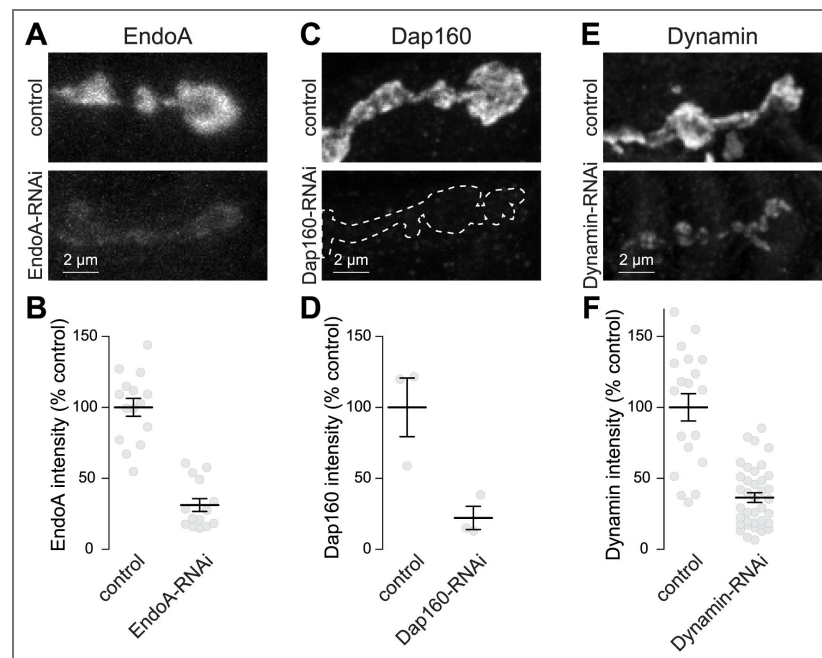 A
EndoA
control
EndoA-RNAi
2 µm
B
EndoA intensity (% control)
150
100
50
0
control
EndoA-RNAi
C
Dap160
control
Dap160-RNAi
2 µm
D
Dap160 intensity (% control)
150
100
50
0
control
Dap160-RNAi
E
Dynamin
control
Dynamin-RNAi
2 µm
F
Dynamin intensity (% control)
150
100
50
0
control
Dynamin-RNAi